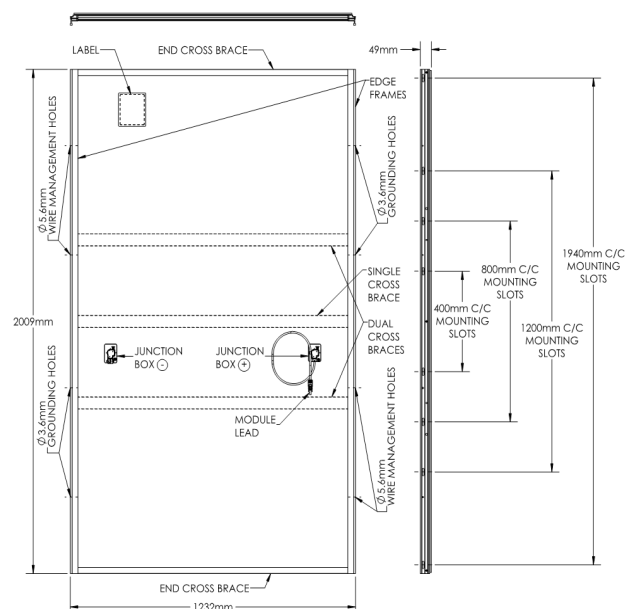 49mm
LABEL
END CROSS BRACE
EDGE
FRAMES
Ø5.6mm
WIRE MANAGEMENT HOLES
Ø3.6mm
GROUNDING HOLES
1940mm C/C
MOUNTING
SLOTS
800mm C/C
MOUNTING
SLOTS
SINGLE
CROSS
BRACE
400mm C/C
MOUNTING
SLOTS
1200mm C/C
MOUNTING
SLOTS
2009mm
DUAL
CROSS
BRACES
JUNCTION
BOX -
JUNCTION
BOX +
Ø3.6mm
GROUNDING HOLES
MODULE
LEAD
Ø5.6mm
WIRE MANAGEMENT HOLES
END CROSS BRACE
1232mm